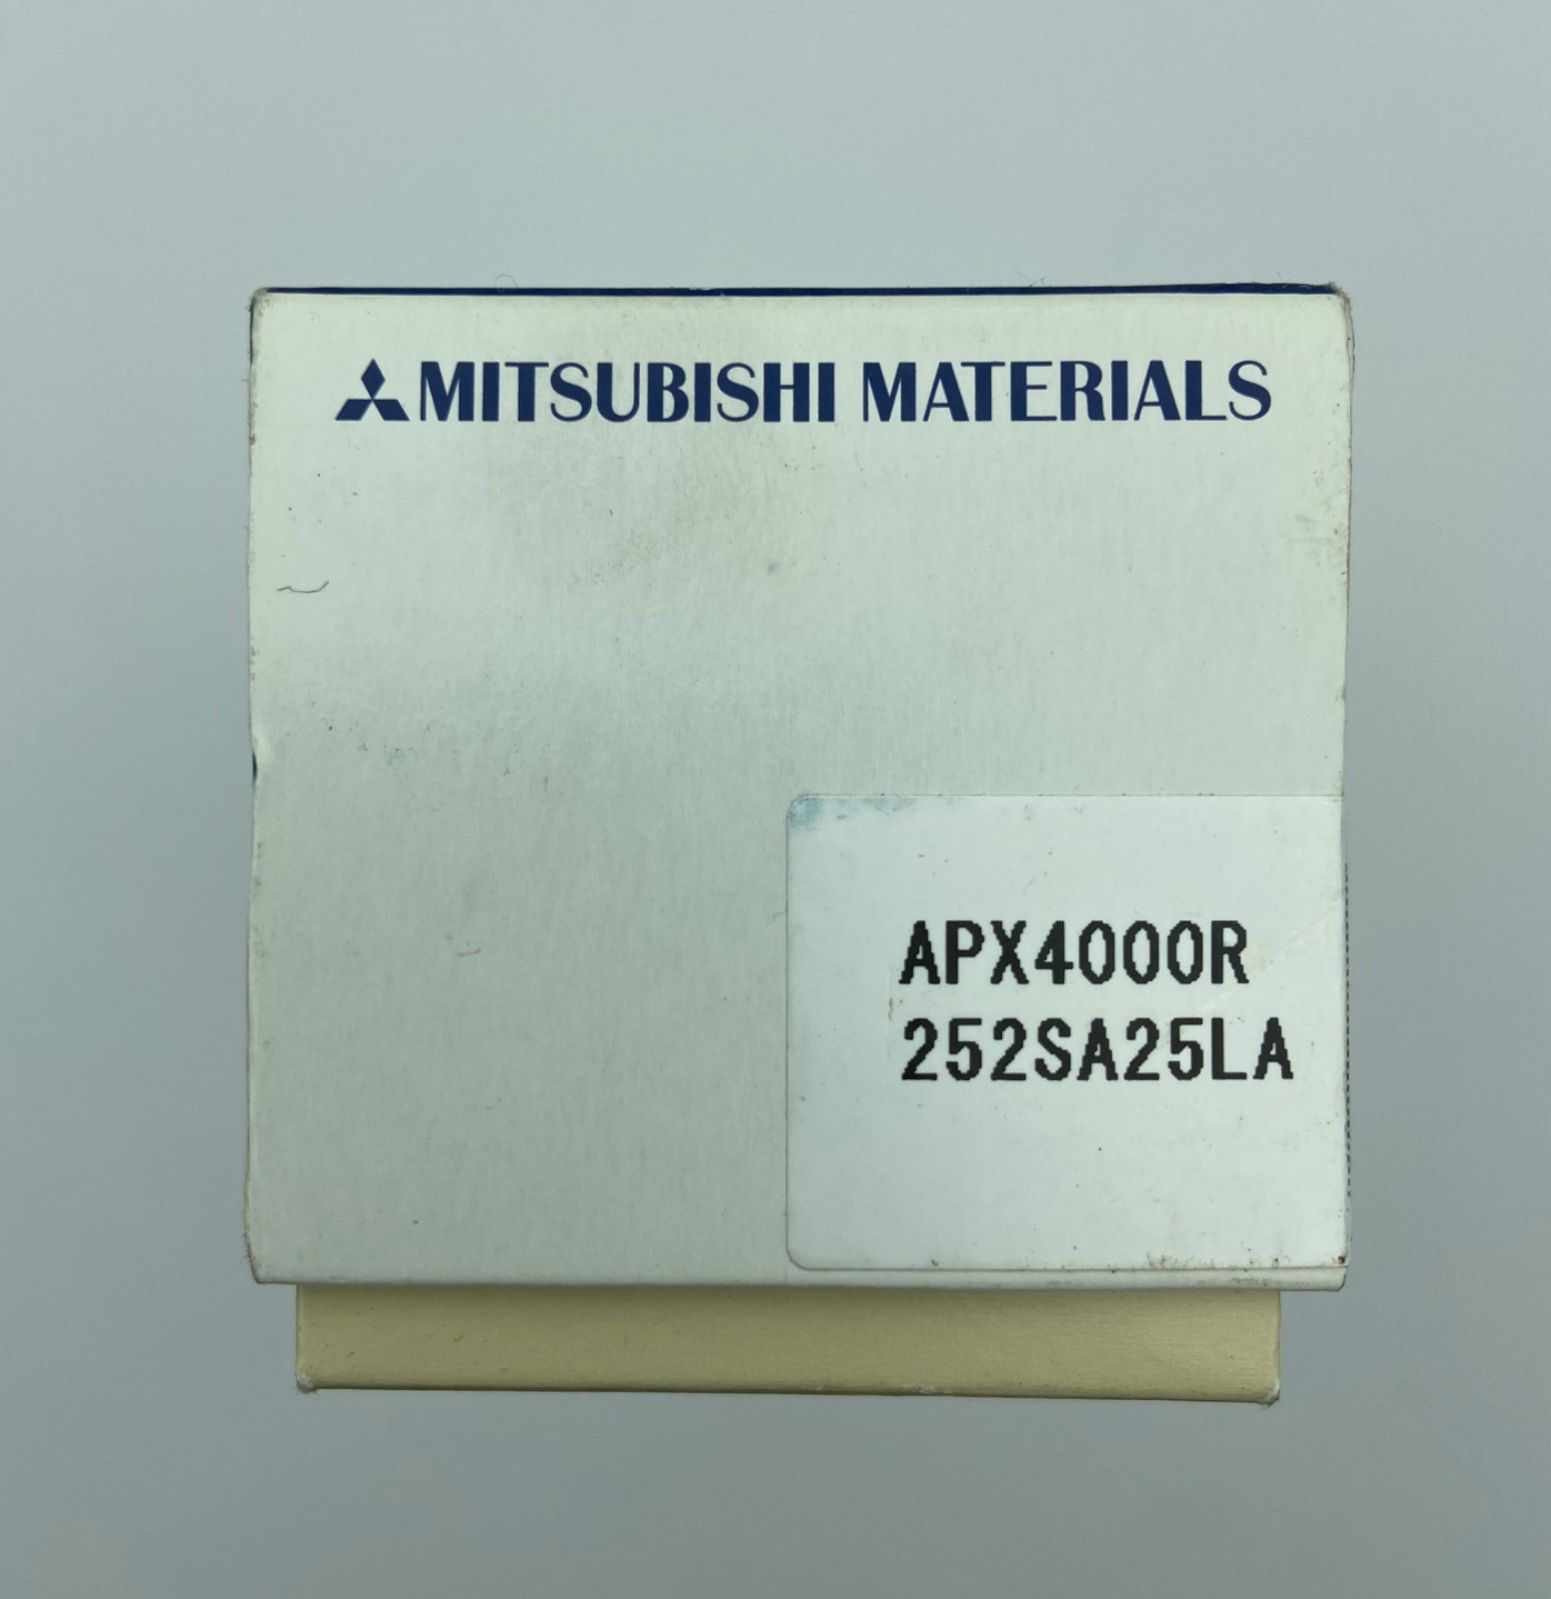 MITSUBISHI MATERIALS
APX4000R
252SA25LA